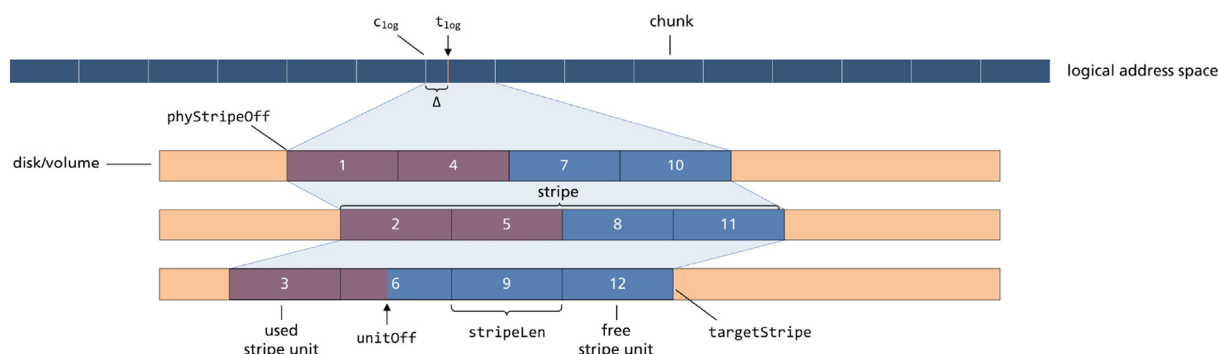 c_log t_log chunk
logical address space
Δ
phyStripeOff
disk/volume
1 4 7 10
stripe
2 5 8 11
3 6 9 12
used
stripe unit
unitOff
stripeLen
free
stripe unit
targetStripe